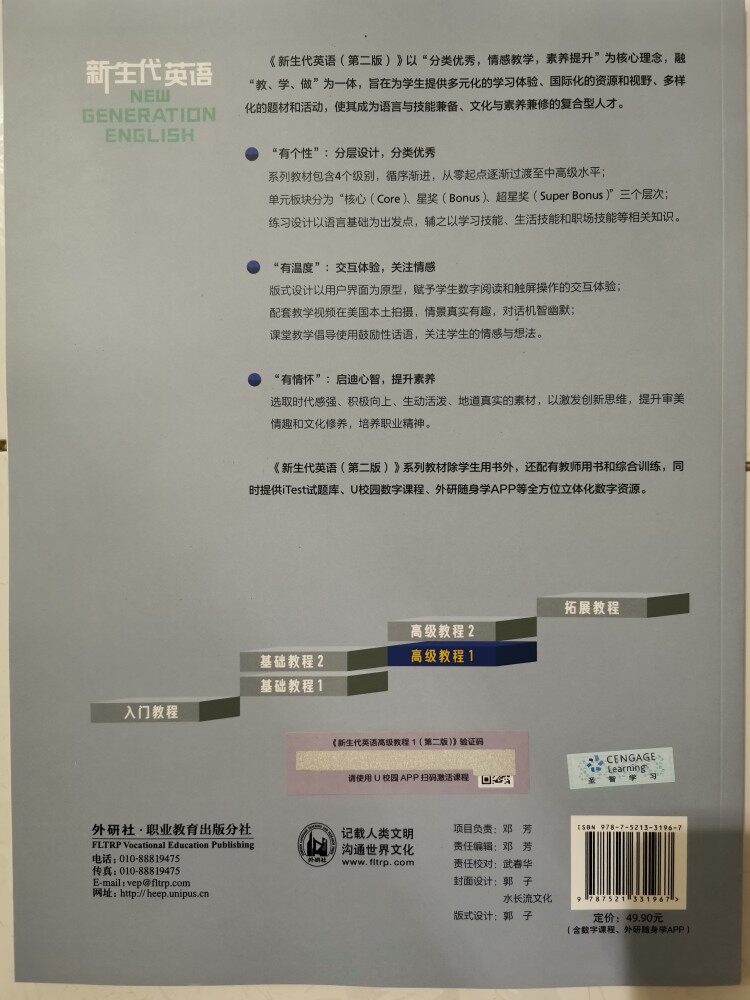 新生代英语
NEW
GENERATION
ENGLISH
《新生代英语（第二版）》以“分类优秀，情感教学，素养提升”为核心理念，融
“教、学、做”为一体，旨在为学生提供多元化的学习体验、国际化的资源和视野、多样
化的题材和活动，使其成为语言与技能兼备、文化与素养兼修的复合型人才。
“有个性”：分层设计，分类优秀
系列教材包含4个级别，循序渐进，从零起点逐渐过渡至中高级水平；
单元板块分为“核心（Core）、星奖（Bonus）、超星奖（Super Bonus）”三个层次；
练习设计以语言基础为出发点，辅之以学习技能、生活技能和职场技能等相关知识。
“有温度”：交互体验，关注情感
版式设计以用户界面为原型，赋予学生数字阅读和触屏操作的交互体验；
配套教学视频在美国本土拍摄，情景真实有趣，对话机智幽默；
课堂教学倡导使用鼓励性话语，关注学生的情感与想法。
“有情怀”：启迪心智，提升素养
选取时代感强、积极向上、生动活泼、地道真实的素材，以激发创新思维，提升审美
情趣和文化修养，培养职业精神。
《新生代英语（第二版）》系列教材除学生用书外，还配有教师用书和综合训练，同
时提供iTest试题库、U校园数字课程、外研随身学APP等全方位立体化数字资源。
拓展教程
高级教程2
高级教程1
基础教程2
基础教程1
入门教程
《新生代英语高级教程1（第二版）》验证码
请使用U校园APP扫码激活课程
CENGAGE
Learning
圣智学习
外研社·职业教育出版分社
FLTRP Vocational Education Publishing
电话：010-88819475
传真：010-88819475
E-mail：vep@fltrp.com
网址：http://heep.unipus.cn
外研社
记载人类文明
沟通世界文化
www.fltrp.com
项目负责：邓 芳
责任编辑：邓 芳
责任校对：武春华
封面设计：郭 子
水长流文化
版式设计：郭 子
ISBN 978-7-5213-3196-7
9 787521 331967 >
定价：49.90元
（含数字课程、外研随身学APP）